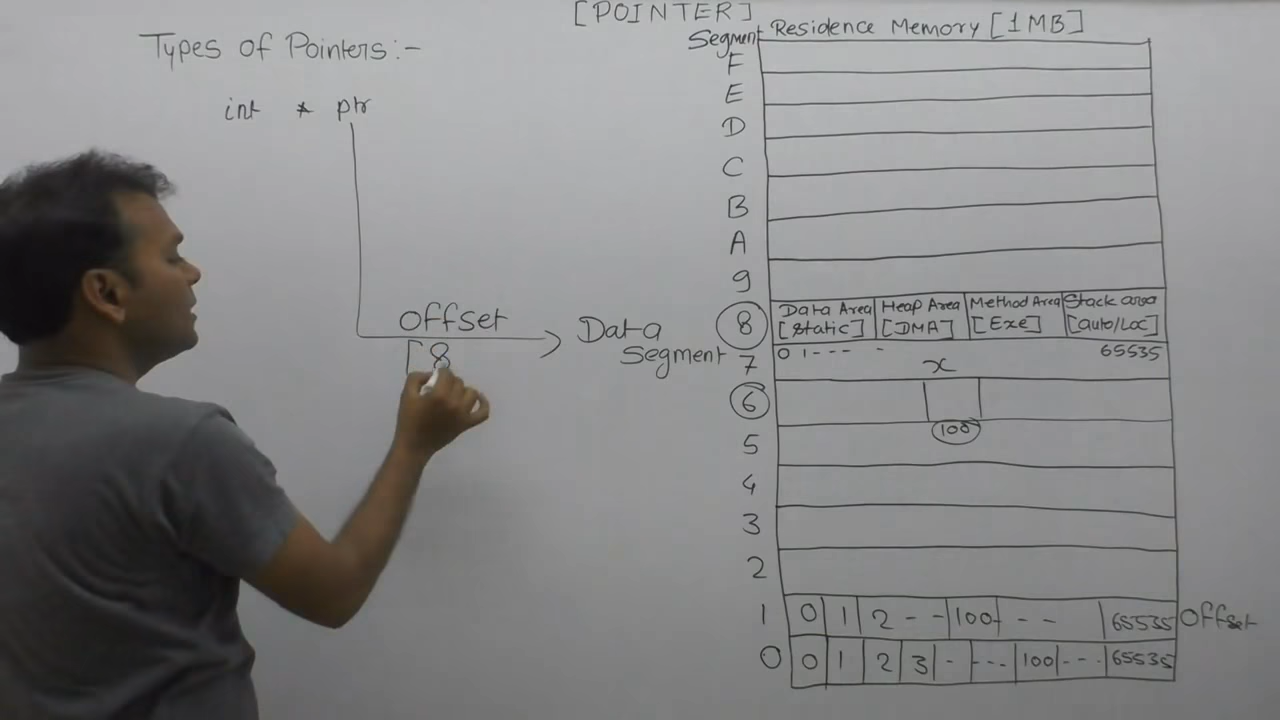 [POINTER]
Types of Pointers:-
int * ptr
offset
[8
Data
Segment
Segment Residence Memory [1MB]
F
E
D
C
B
A
9
8 Data Area Heap Area Method Area Stack area
[static] [DMA] [Exe] [auto/Loc]
7 0 1---- - 65535
x
6
100
5
4
3
2
1 0 1 2 -- 100 -- 65535 offset
0 0 1 2 3 - --- 100 --- 65535